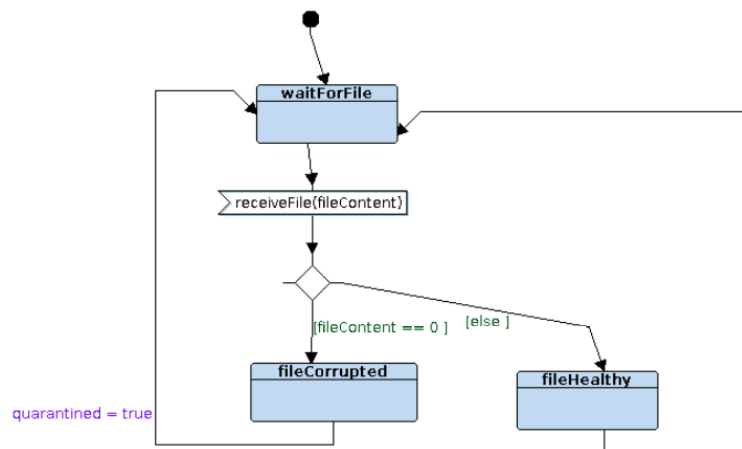 waitForFile
receiveFile(fileContent)
[fileContent == 0 ]
[else ]
fileCorrupted
fileHealthy
quarantined = true